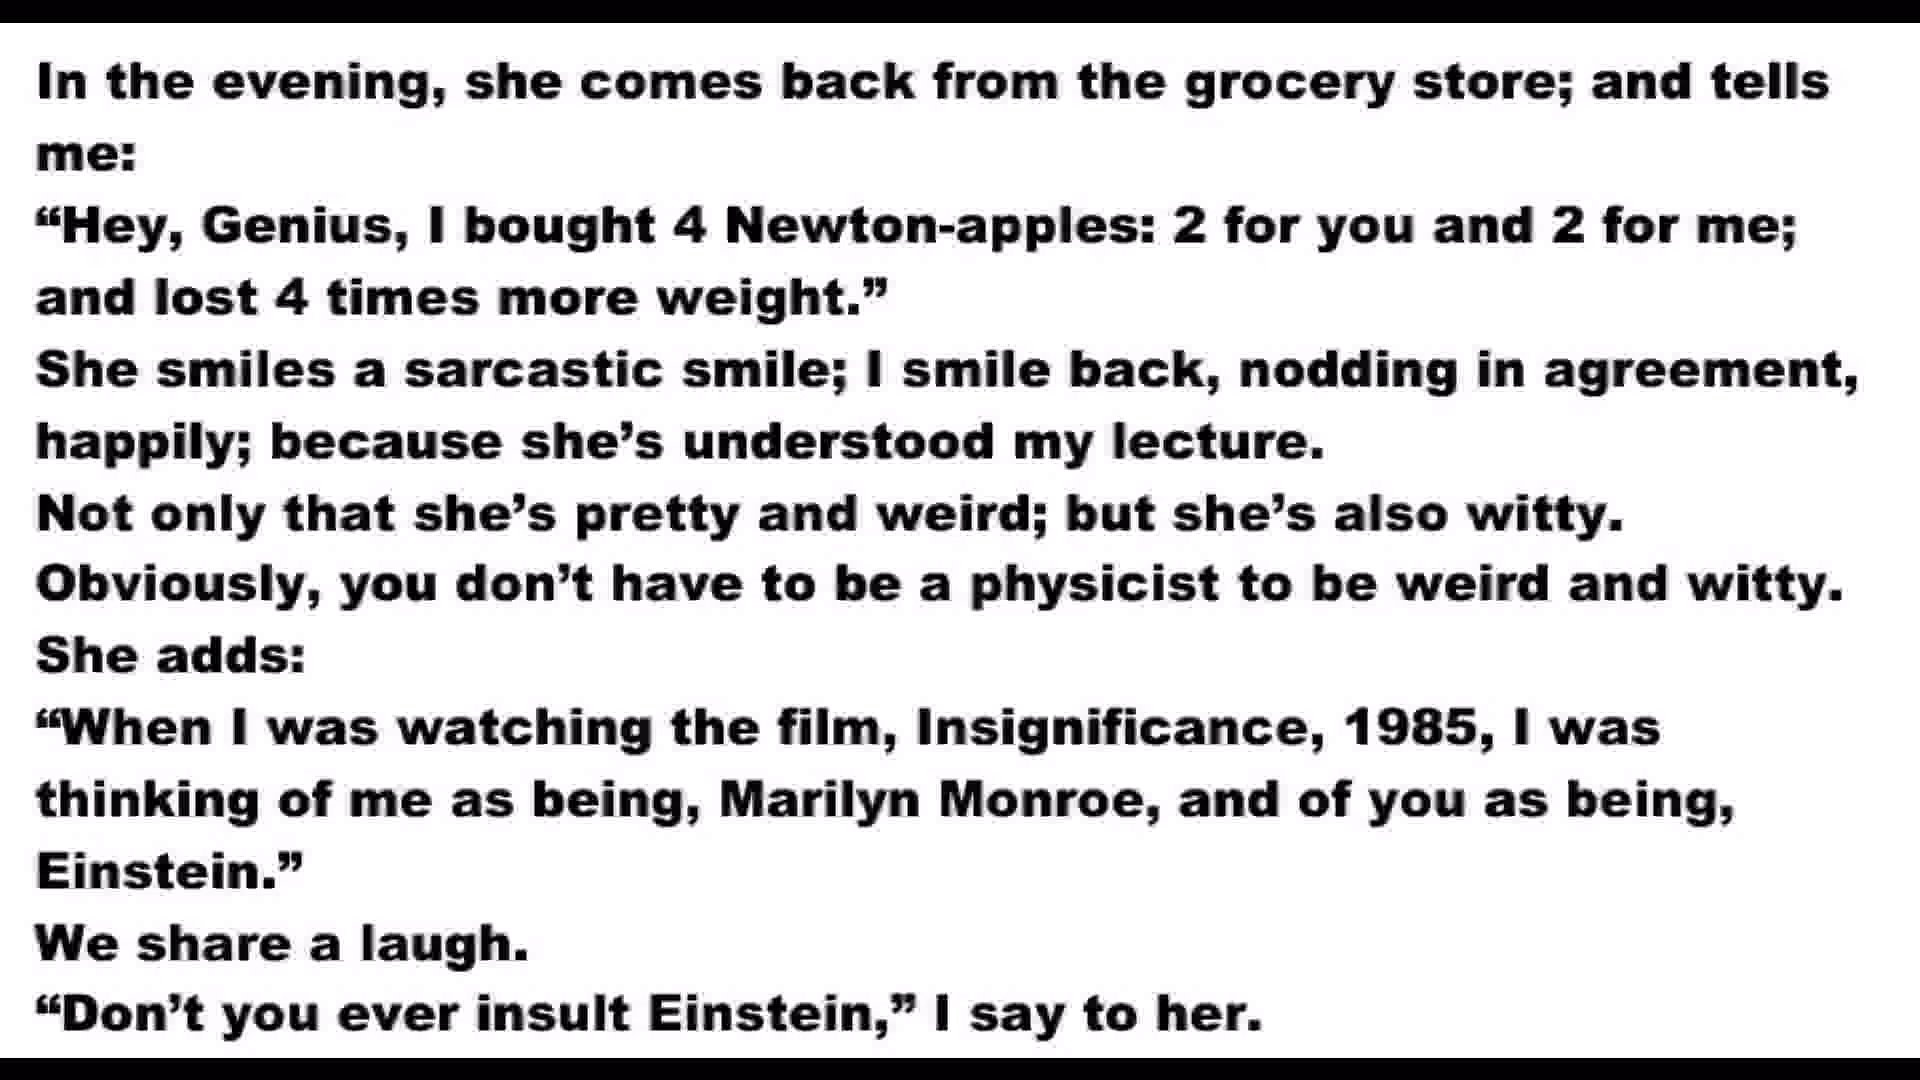 In the evening, she comes back from the grocery store; and tells
me:
“Hey, Genius, I bought 4 Newton-apples: 2 for you and 2 for me;
and lost 4 times more weight.”
She smiles a sarcastic smile; I smile back, nodding in agreement,
happily; because she’s understood my lecture.
Not only that she’s pretty and weird; but she’s also witty.
Obviously, you don’t have to be a physicist to be weird and witty.
She adds:
“When I was watching the film, Insignificance, 1985, I was
thinking of me as being, Marilyn Monroe, and of you as being,
Einstein.”
We share a laugh.
“Don’t you ever insult Einstein,” I say to her.